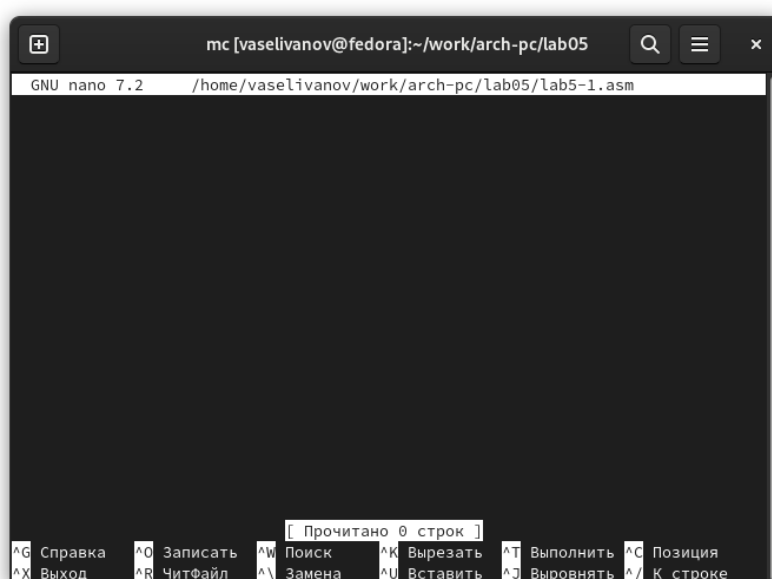 mc [vaselivanov@fedora]:~/work/arch-pc/lab05
GNU nano 7.2 /home/vaselivanov/work/arch-pc/lab05/lab5-1.asm
[ Прочитано 0 строк ]
^G Справка ^O Записать ^W Поиск ^K Вырезать ^T Выполнить ^C Позиция
^X Выход ^R ЧитФайл ^\ Замена ^U Вставить ^J Выровнять ^/ К строке